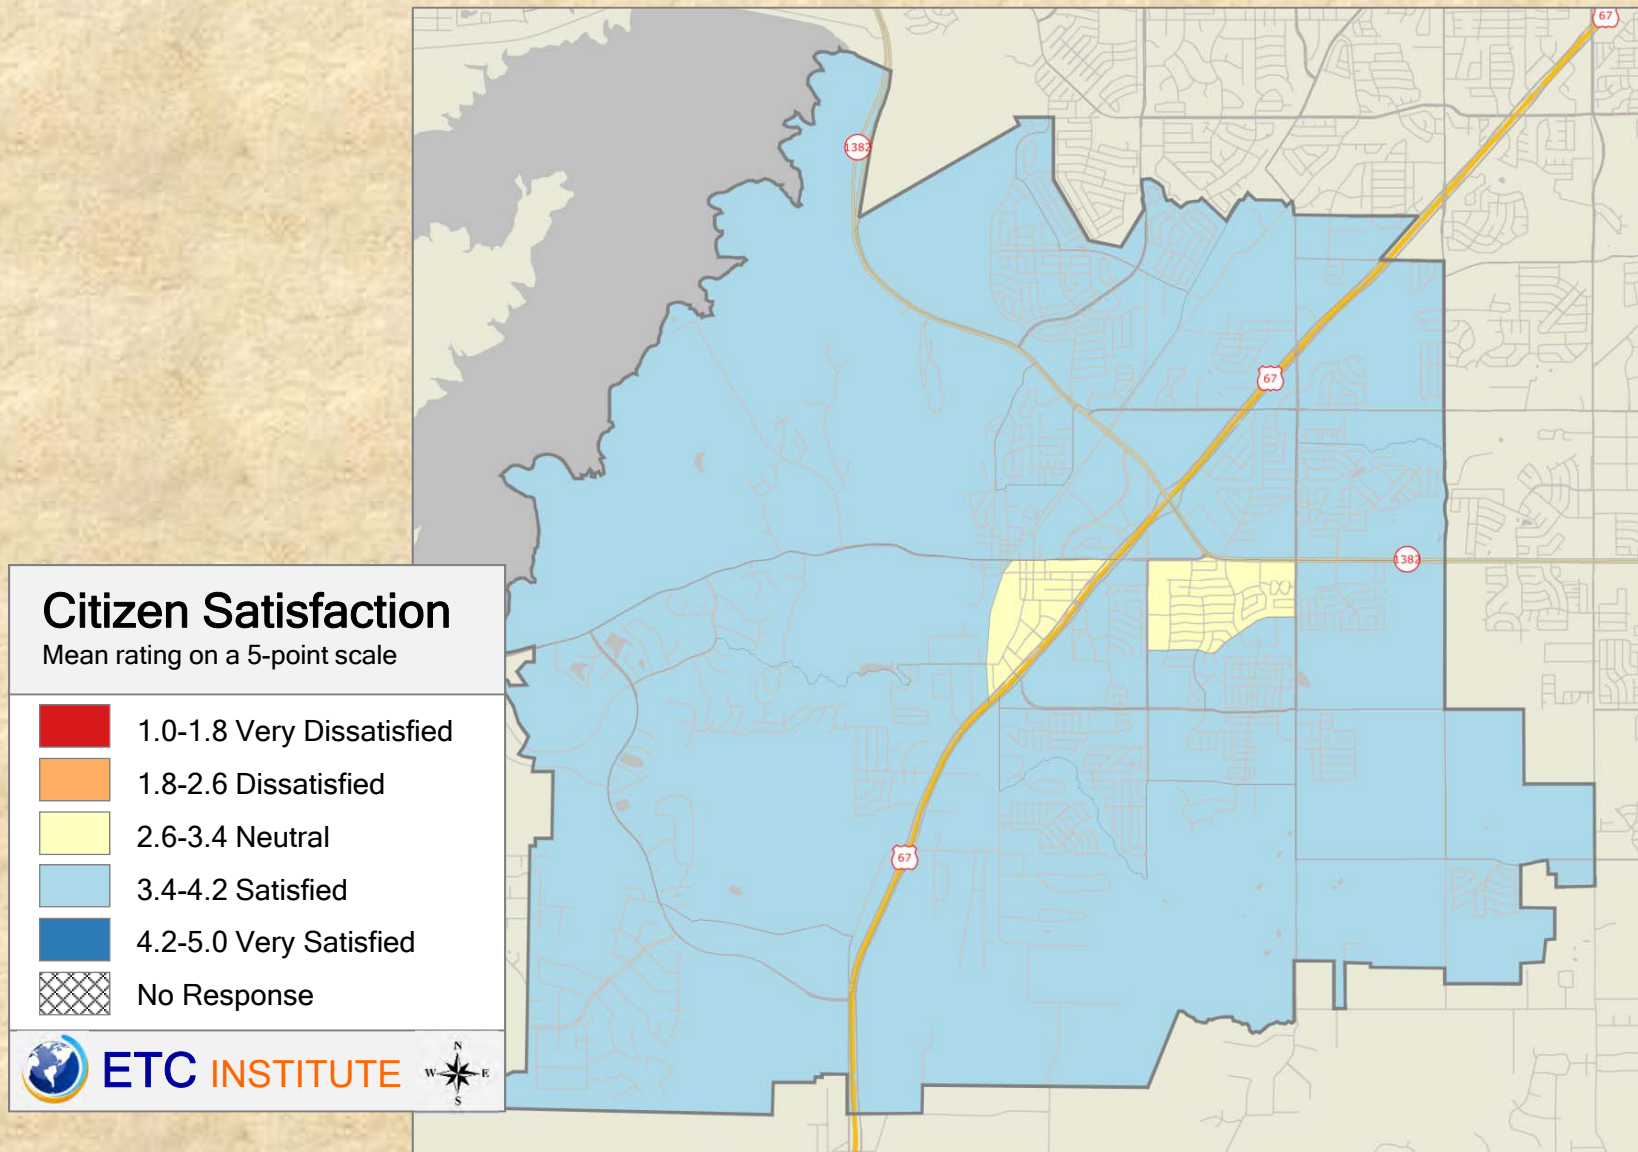 67
1382
67
1382
67
Citizen Satisfaction
Mean rating on a 5-point scale
1.0-1.8 Very Dissatisfied
1.8-2.6 Dissatisfied
2.6-3.4 Neutral
3.4-4.2 Satisfied
4.2-5.0 Very Satisfied
No Response
ETC INSTITUTE
N
W E
S